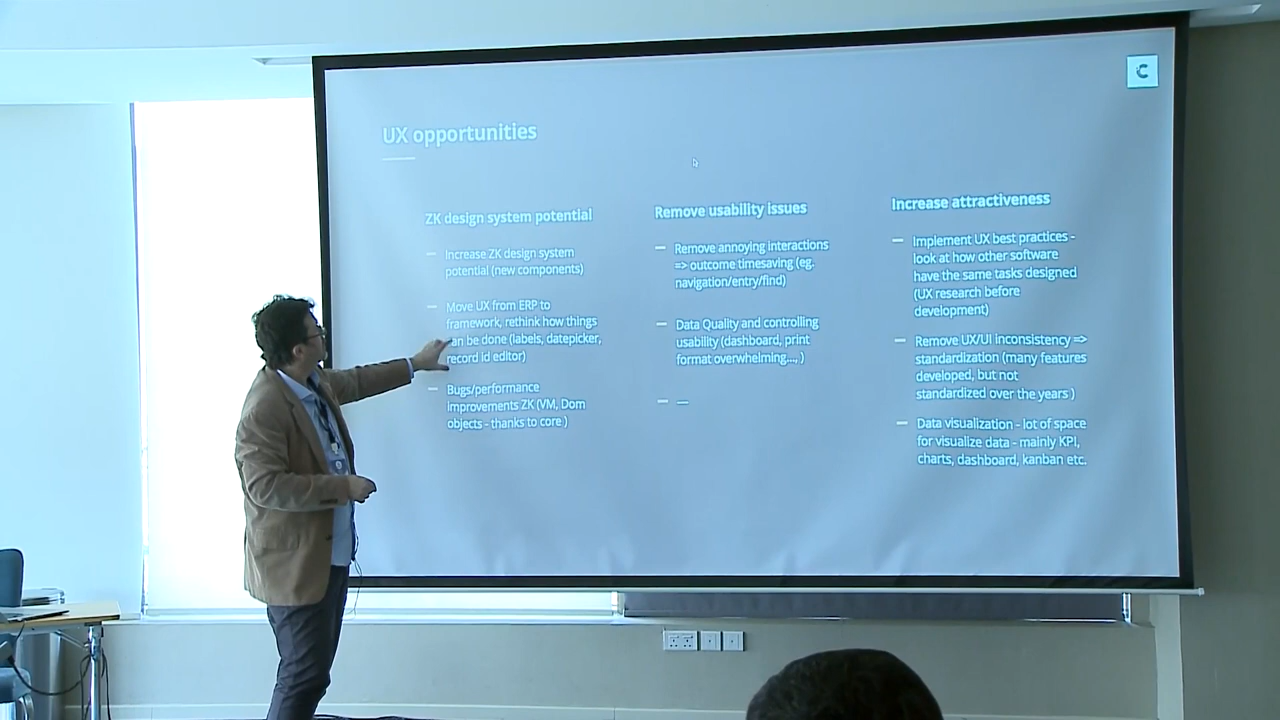 C
UX opportunities
ZK design system potential
— Increase ZK design system
potential (new components)
— Move UX from ERP to
framework, rethink how things
an be done (labels, datepicker,
record id editor)
— Bugs/performance
Improvements ZK (VM, Dom
objects - thanks to core )
Remove usability issues
— Remove annoying interactions
=> outcome timesaving (eg.
navigation/entry/find)
— Data Quality and controlling
usability (dashboard, print
format overwhelming..., )
— —
Increase attractiveness
— Implement UX best practices -
look at how other software
have the same tasks designed
(UX research before
development)
— Remove UX/UI inconsistency =>
standardization (many features
developed, but not
standardized over the years )
— Data visualization - lot of space
for visualize data - mainly KPI,
charts, dashboard, kanban etc.